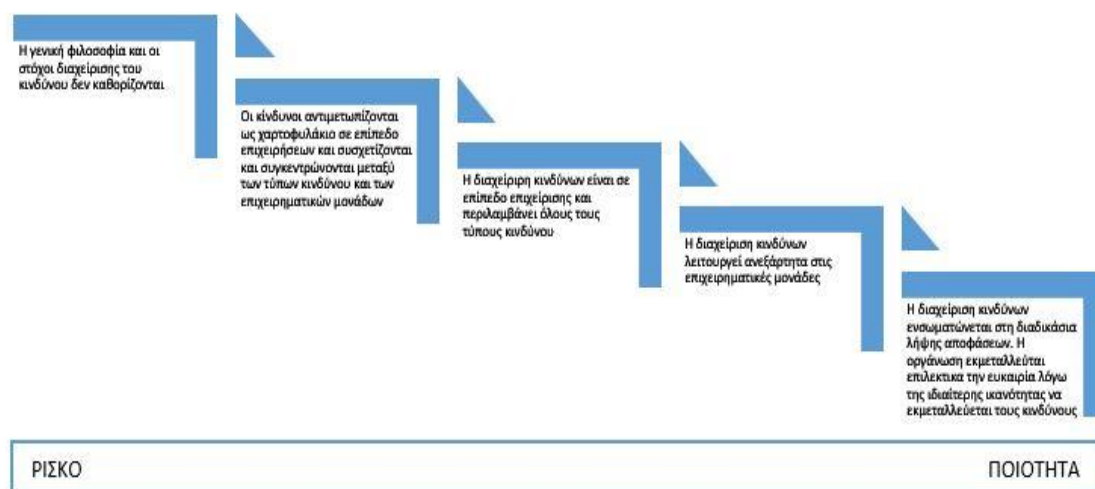 Η γενική φιλοσοφία και οι
στόχοι διαχείρισης του
κινδύνου δεν καθορίζονται
Οι κίνδυνοι αντιμετωπίζονται
ως χαρτοφυλάκιο σε επίπεδο
επιχειρήσεων και συσχετίζονται
και συγκεντρώνονται μεταξύ
των τύπων κινδύνου και των
επιχειρηματικών μονάδων
Η διαχείριρη κινδύνων είναι σε
επίπεδο επιχείρισης και
περιλαμβάνει όλους τους
τύπους κινδύνου
Η διαχείριση κινδύνων
λειτουργεί ανεξάρτητα στις
επιχειρηματικές μονάδες
Η διαχείριση κινδύνων
ενσωματώνεται στη διαδικάσια
λήψης αποφάσεων. Η
οργάνωση εκμεταλλεύται
επιλεκτικα την ευκαιρία λόγω
της ιδιαίτερης ικανότητας να
εκμεταλλεύεται τους κινδύνους
ΡΙΣΚΟ
ΠΟΙΟΤΗΤΑ